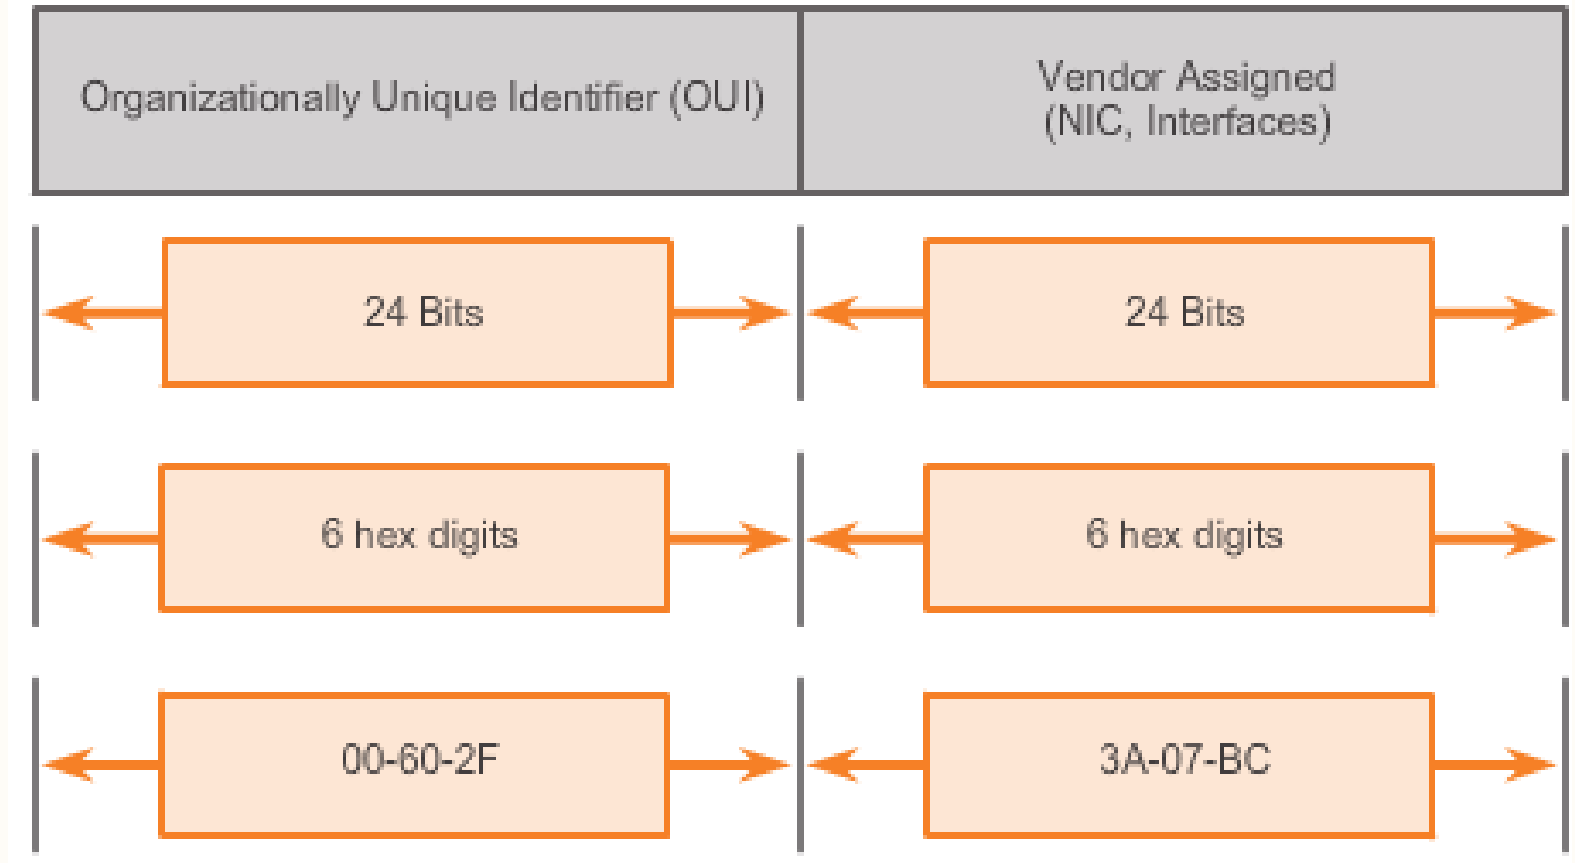 Organizationally Unique Identifier (OUI)
Vendor Assigned
(NIC, Interfaces)
24 Bits
24 Bits
6 hex digits
6 hex digits
00-60-2F
3A-07-BC